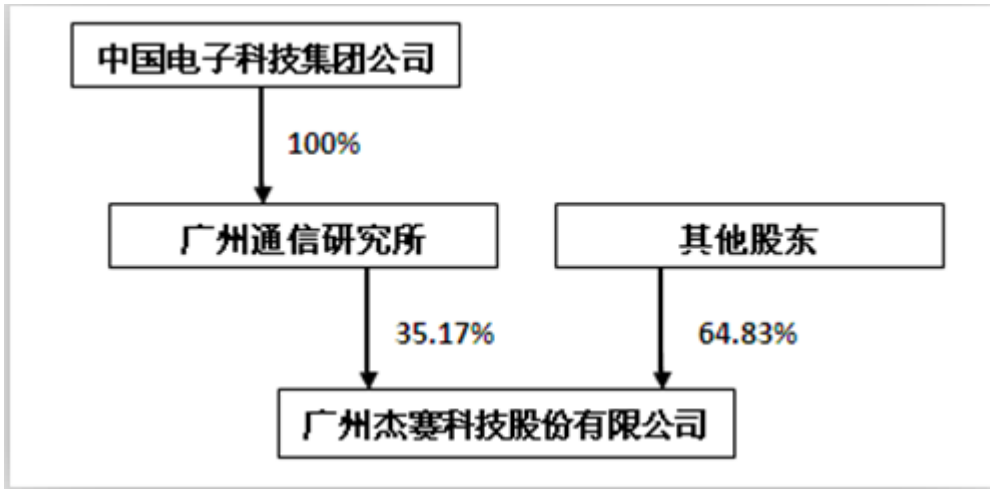 中国电子科技集团公司
100%
广州通信研究所
其他股东
35.17%
64.83%
广州杰赛科技股份有限公司